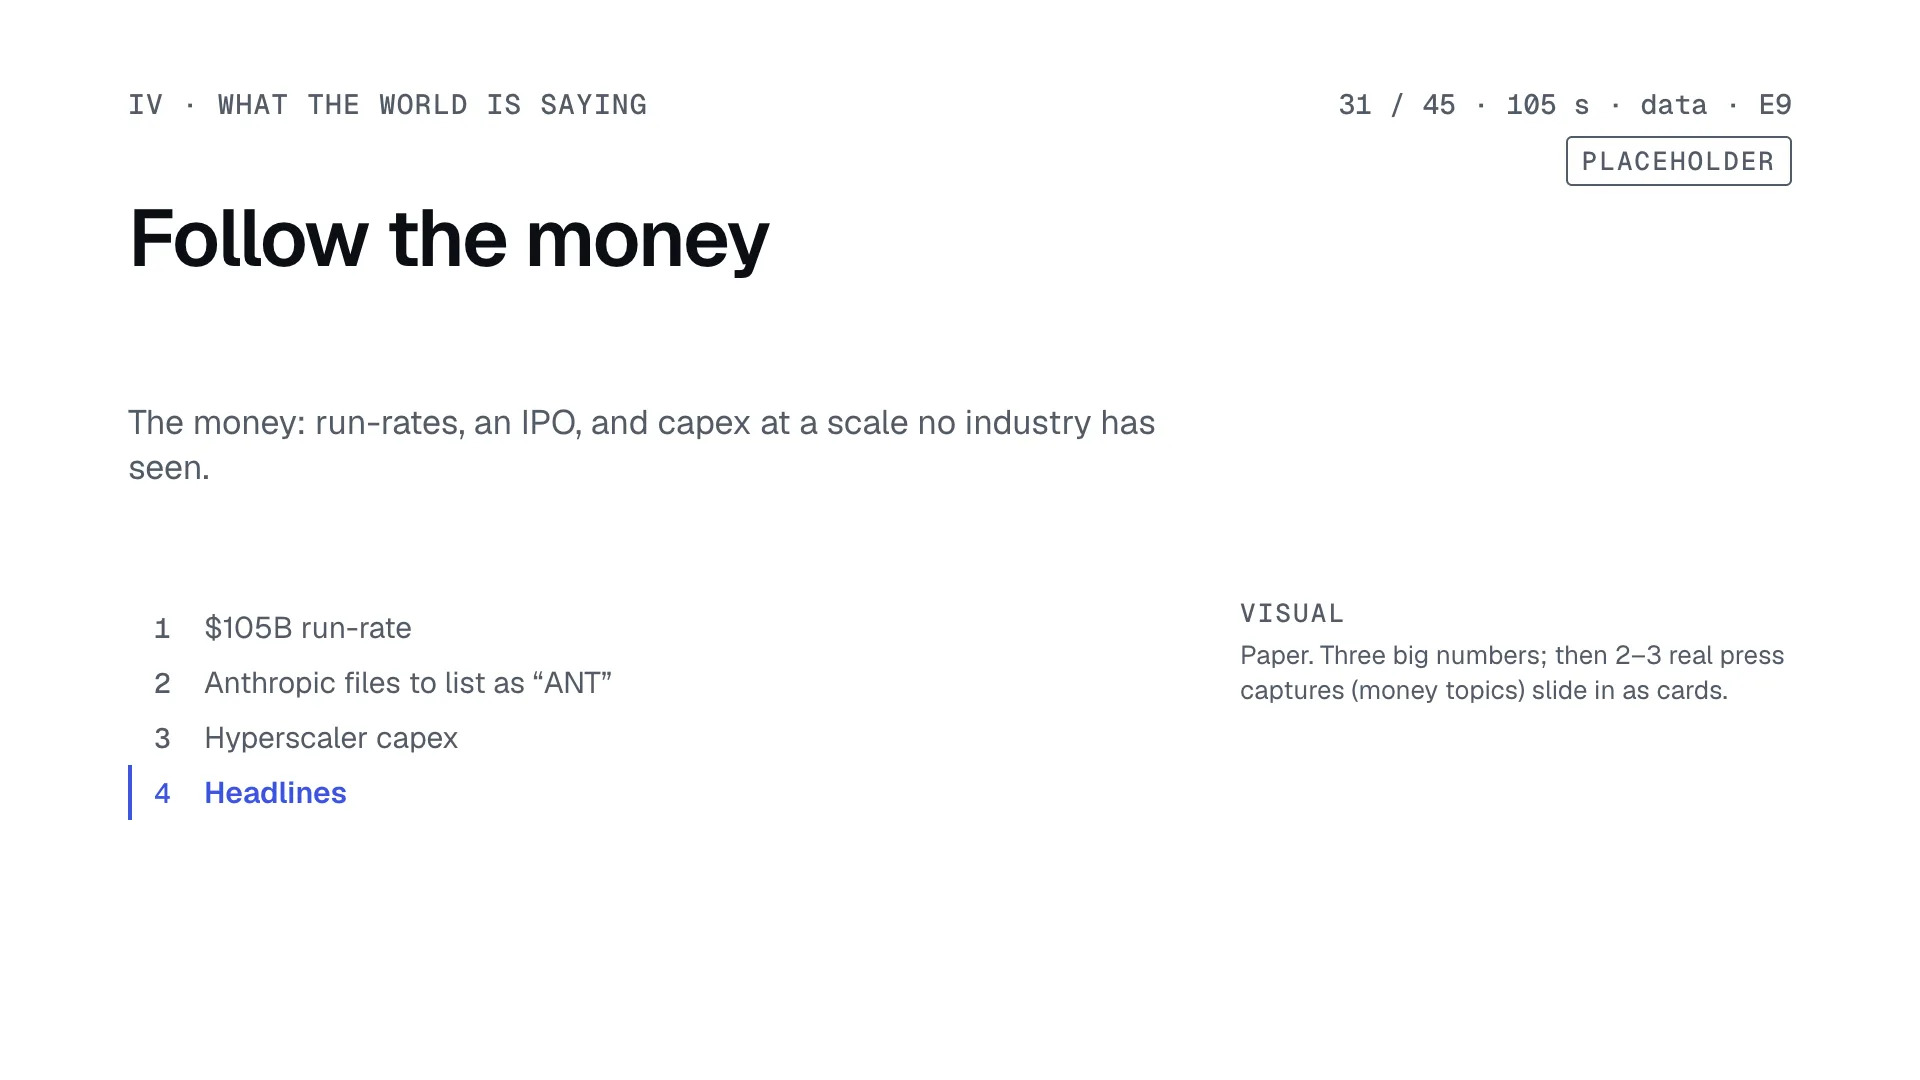 IV · WHAT THE WORLD IS SAYING
31 / 45 · 105 s · data · E9
PLACEHOLDER
Follow the money
The money: run-rates, an IPO, and capex at a scale no industry has
seen.
1 $105B run-rate
2 Anthropic files to list as “ANT”
3 Hyperscaler capex
4 Headlines
VISUAL
Paper. Three big numbers; then 2–3 real press
captures (money topics) slide in as cards.